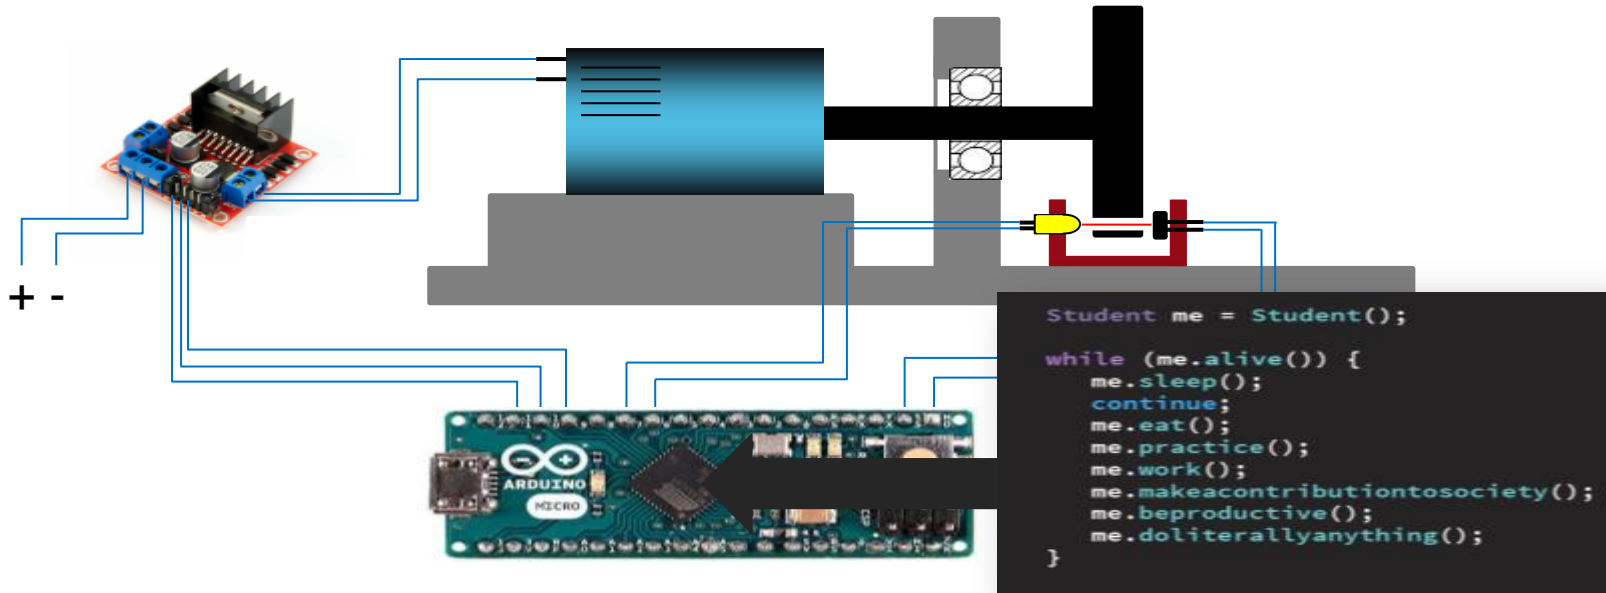 + -
Student me = Student();
while (me.alive()) {
me.sleep();
continue;
me.eat();
me.practice();
me.work();
me.makeacontributiontosociety();
me.beproductive();
me.doliterallyanything();
}
ARDUINO
MICRO